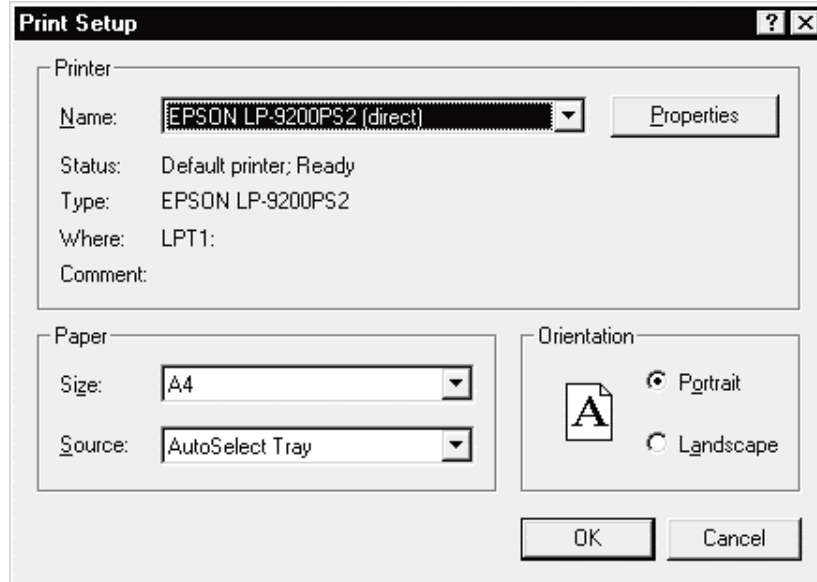 Print Setup
Printer
Name: EPSON LP-9200PS2 (direct) Properties
Status: Default printer; Ready
Type: EPSON LP-9200PS2
Where: LPT1:
Comment:
Paper
Size: A4
Source: AutoSelect Tray
Orientation
A
Portrait
Landscape
OK Cancel